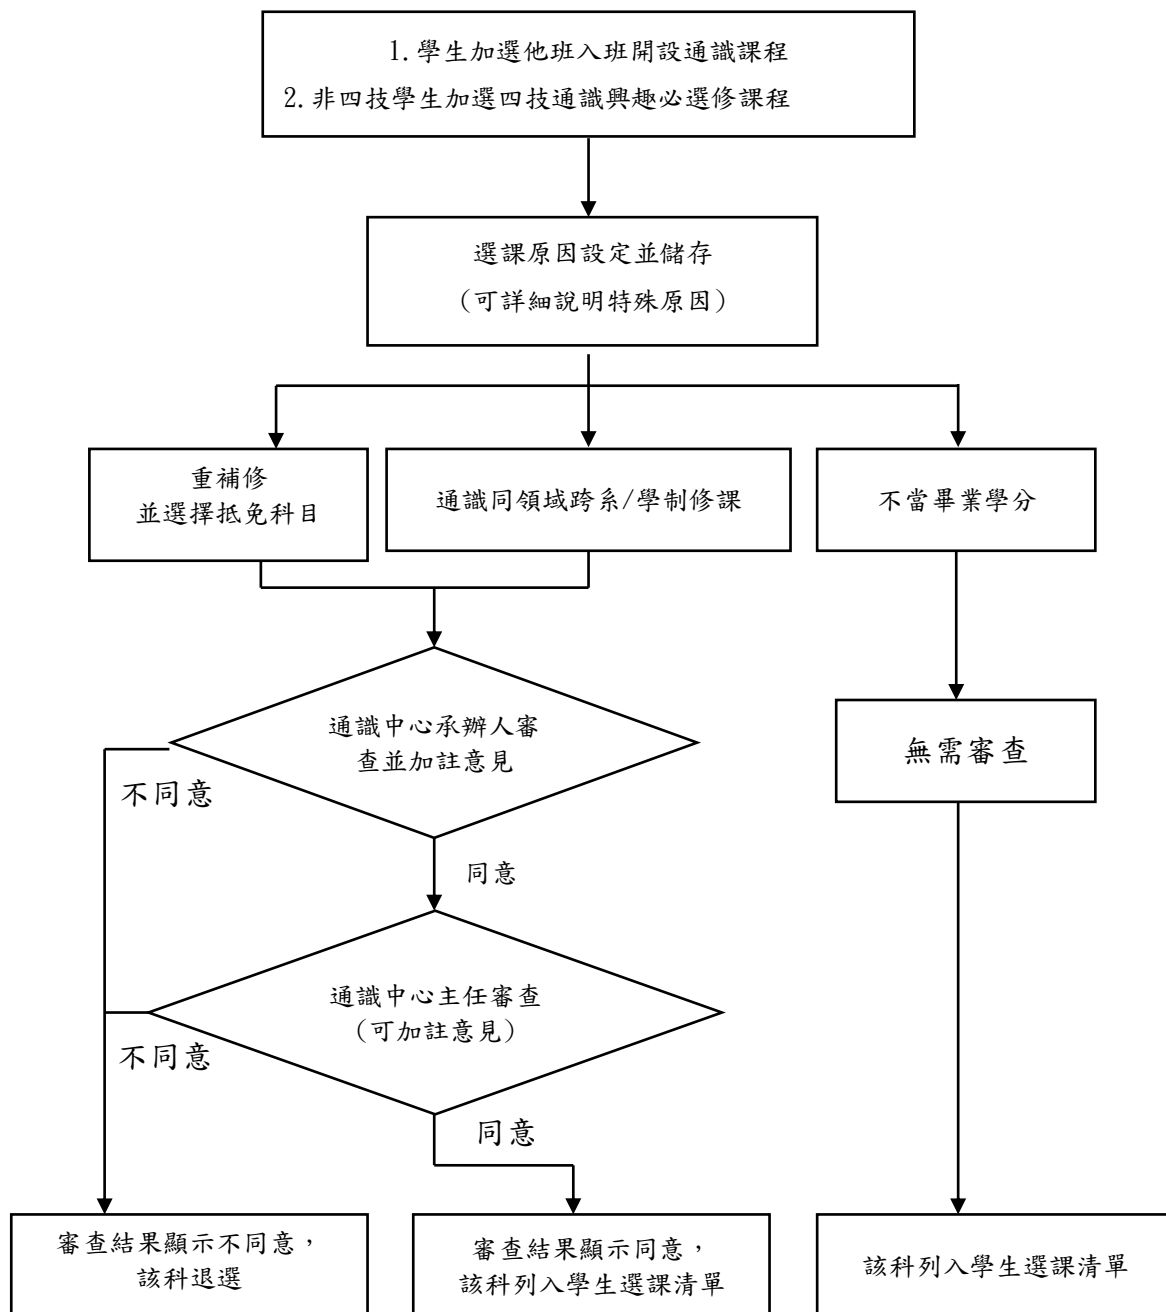 1.學生加選他班入班開設通識課程
2.非四技學生加選四技通識興趣必選修課程
選課原因設定並儲存
(可詳細說明特殊原因)
重補修
並選擇抵免科目
通識同領域跨系/學制修課
不當畢業學分
通識中心承辦人審
查並加註意見
無需審查
不同意
同意
通識中心主任審查
(可加註意見)
不同意
同意
審查結果顯示不同意，
該科退選
審查結果顯示同意，
該科列入學生選課清單
該科列入學生選課清單